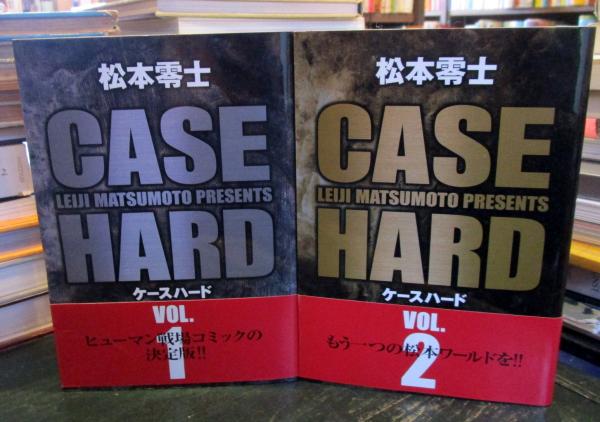 松本零士
CASE
LEIJI MATSUMOTO PRESENTS
HARD
ケースハード
VOL.
1
ヒューマン戦場コミックの
決定版!!
松本零士
CASE
LEIJI MATSUMOTO PRESENTS
HARD
ケースハード
VOL.
2
もう一つの松本ワールドを!!